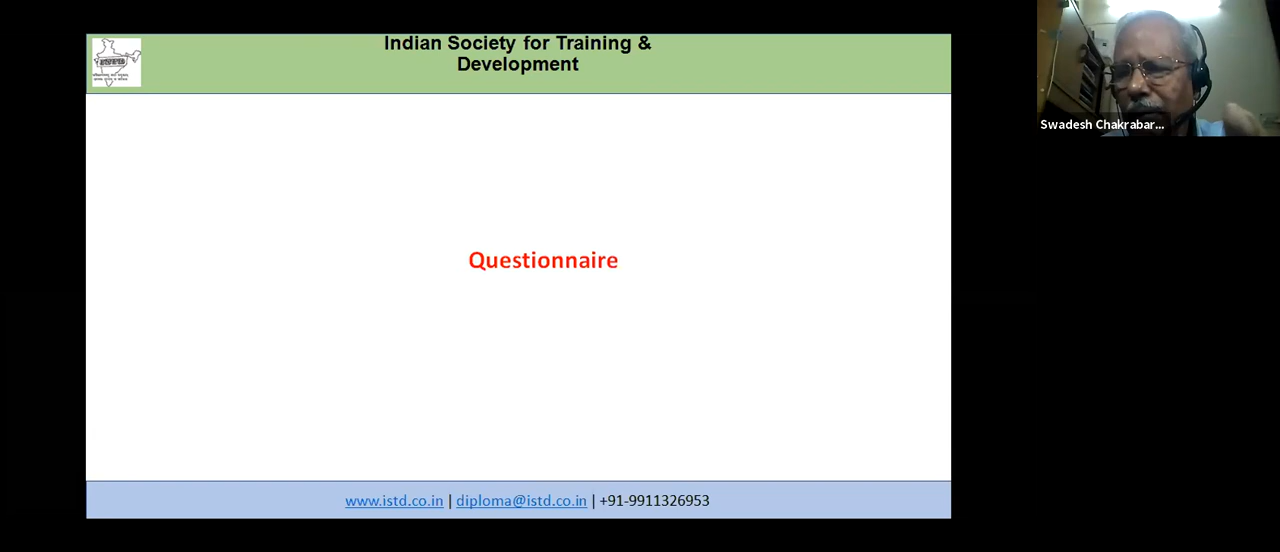 Indian Society for Training &
Development
Questionnaire
www.istd.co.in | diploma@istd.co.in | +91-9911326953
Swadesh Chakrabar...